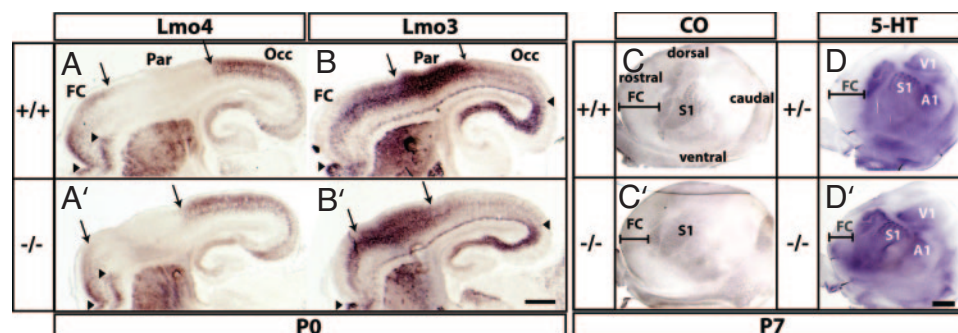 Lmo4 Lmo3 CO 5-HT
A Par Occ B Par Occ C dorsal D V1
FC FC rostral FC FC S1
+/+ +/+ S1 caudal +/- A1
ventral
A' B' C' D' V1
-/- -/- FC S1 -/- FC S1 A1
P0 P7